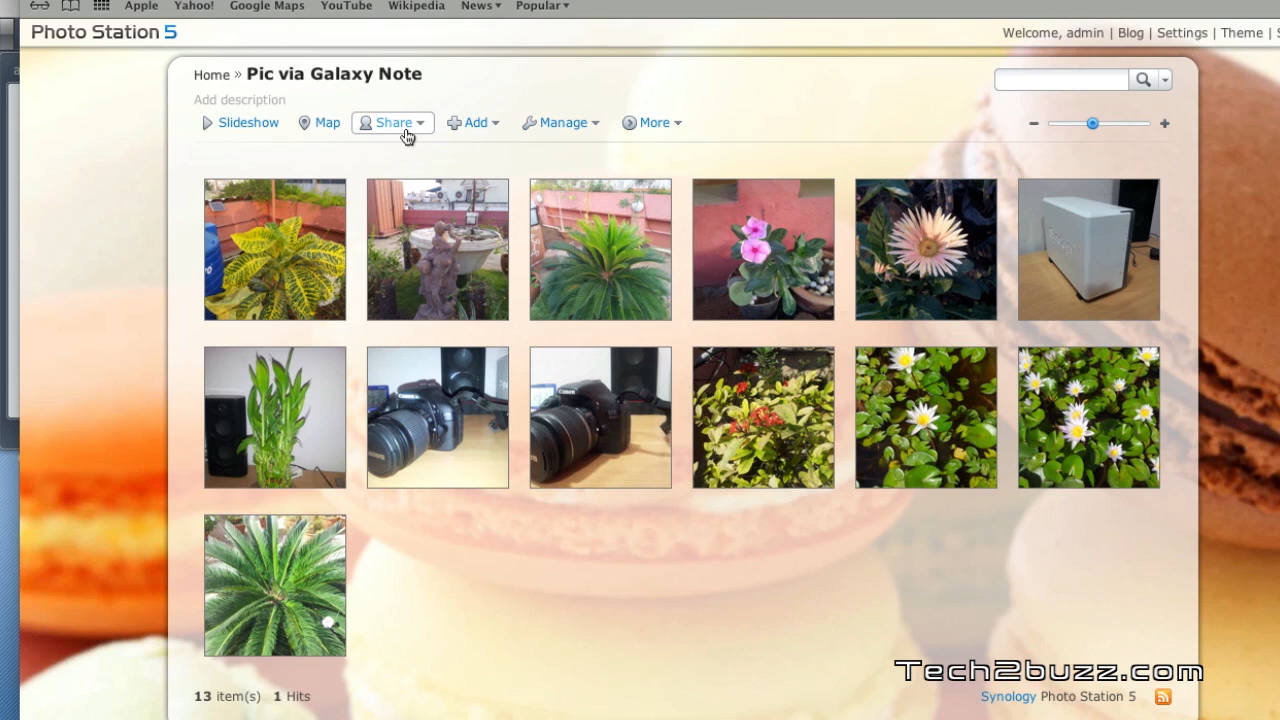 Apple Yahoo! Google Maps YouTube Wikipedia News Popular
Photo Station 5
Welcome, admin | Blog | Settings | Theme |
Home » Pic via Galaxy Note
Add description
Slideshow Map Share Add Manage More
Canon Canon
Tech2buzz.com
13 item(s) 1 Hits
Synology Photo Station 5